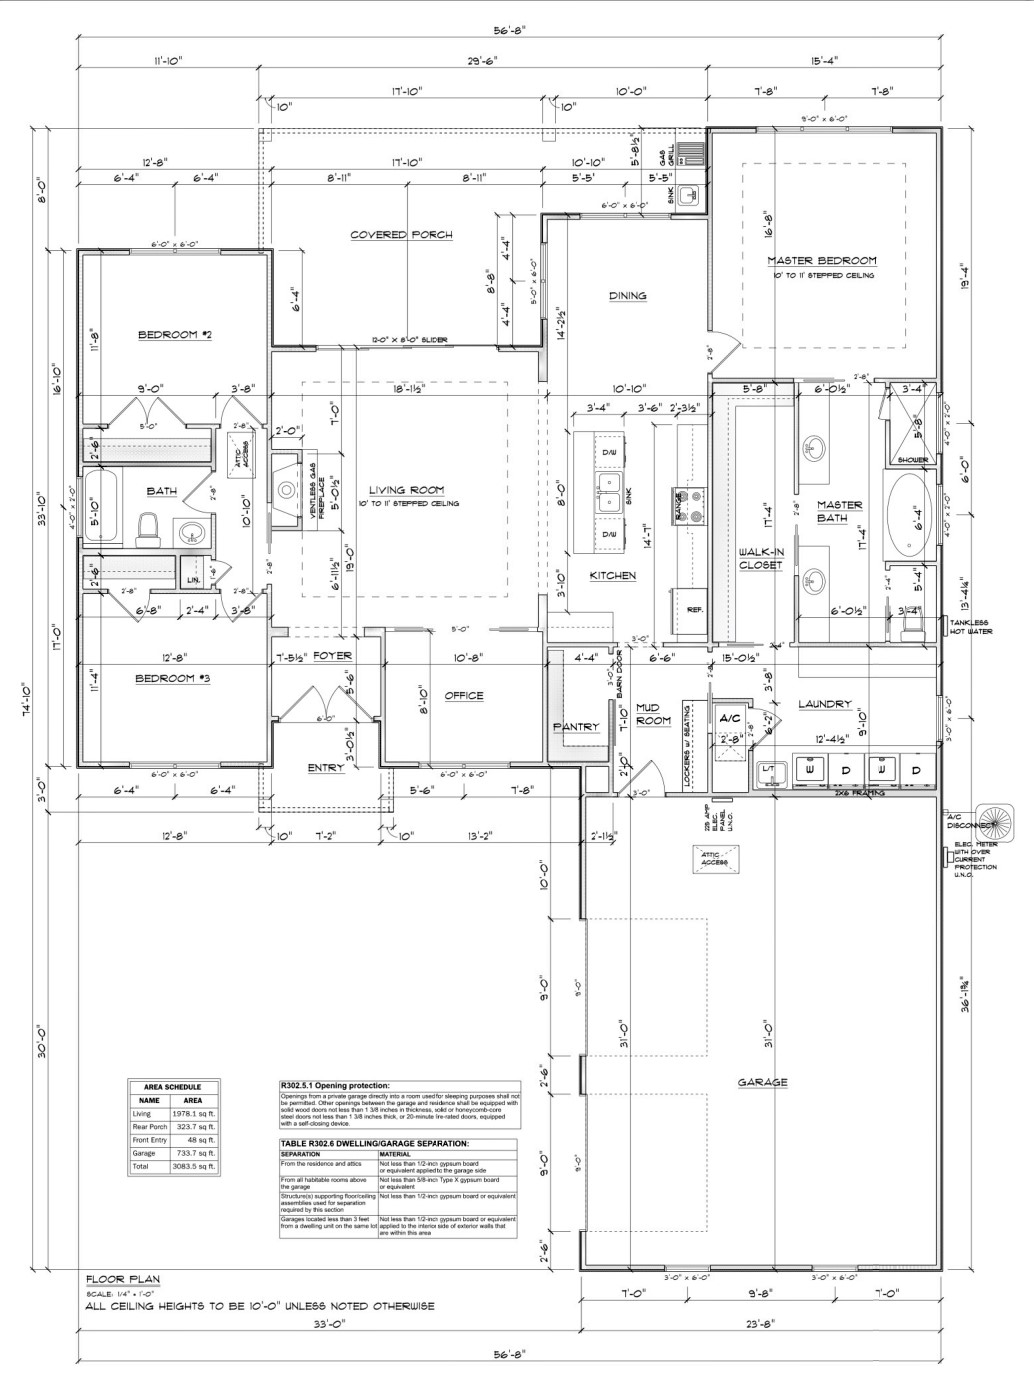 56'-8"
11'-10" 29'-6" 15'-4"
17'-10" 10'-0" 7'-8" 7'-8"
10" 10"
9'-0" x 6'-0"
12'-8" 17'-10" 10'-10" 5'-8½" GAS GRILL
6'-4" 6'-4" 8'-11" 8'-11" 5'-5" 5'-5" SINK
8'-0"
6'-0" x 6'-0"
16'-8"
COVERED PORCH
6'-0" x 6'-0"
4'-4"
MASTER BEDROOM
10' TO 11' STEPPED CEILING
19'-4"
8'-8"
5'-0" x 6'-0"
DINING
6'-4"
4'-4"
14'-2½"
BEDROOM #2
11'-8"
12'-0" X 8'-0" SLIDER
2'-8"
16'-10"
9'-0" 3'-8" 18'-1½" 10'-10" 5'-8" 6'-0½" 2'-8" 3'-4"
7'-0"
3'-4" 3'-6" 2'-3½"
5'-0" 2'-8" 2'-0"
5'-8"
4'-0" x 2'-0"
2'-6"
ATTIC ACCESS
D/W
SHOWER
6'-0"
BATH
2'-8"
VENTLESS GAS FIREPLACE
5'-0½"
LIVING ROOM
10' TO 11' STEPPED CEILING
8'-0"
SINK
RANGE
17'-4"
MASTER BATH
2'-8"
6'-4"
4'-0" x 2'-0"
33'-10"
4'-0" x 2'-0"
5'-10"
10'-10"
D/W
14'-7"
17'-4"
WALK-IN CLOSET
2'-6"
LIN.
1'-6"
2'-8"
6'-11½"
19'-0"
3'-10"
KITCHEN
5'-4"
2'-4"
13'-4¼"
2'-8"
6'-8" 2'-4" 3'-8"
REF.
6'-0½" 3'-4"
TANKLESS HOT WATER
17'-0"
5'-0"
3'-0"
2'-4"
12'-8" 7'-5½" FOYER 10'-8" 4'-4" BARN DOOR 6'-6" 15'-0½"
3'-0"
74'-10"
11'-4"
BEDROOM #3
5'-6"
8'-10"
OFFICE
2'-8"
3'-8"
LAUNDRY
6'-0"
PANTRY
7'-10"
MUD ROOM
LOCKERS w/ SEATING
A/C
2'-8"
2'-8"
6'-2"
9'-10"
12'-4½"
3'-0" x 6'-0"
3'-0½"
ENTRY
2'-0"
L/T W D W D
3'-0"
6'-0" x 6'-0" 6'-0" x 6'-0"
3'-0"
2X6 FRAMING
6'-4" 6'-4" 5'-6" 7'-8"
225 AMP ELEC. PANEL U.N.O.
A/C DISCONNECT
12'-8" 10" 7'-2" 10" 13'-2" 2'-1½"
ELEC. METER
WITH OVER
CURRENT
PROTECTION
U.N.O.
ATTIC ACCESS
10'-0"
9'-0"
9'-0"
36'-1¾"
31'-0" 31'-0"
30'-0"
2'-6"
GARAGE
9'-0"
9'-0"
2'-6"
AREA SCHEDULE
NAME AREA
Living 1978.1 sq ft.
Rear Porch 323.7 sq ft.
Front Entry 48 sq ft.
Garage 733.7 sq ft.
Total 3083.5 sq ft.
R302.5.1 Opening protection:
Openings from a private garage directly into a room used for sleeping purposes shall not
be permitted. Other openings between the garage and residence shall be equipped with
solid wood doors not less than 1 3/8 inches in thickness, solid or honeycomb-core
steel doors not less than 1 3/8 inches thick, or 20-minute fire-rated doors, equipped
with a self-closing device.
TABLE R302.6 DWELLING/GARAGE SEPARATION:
SEPARATION MATERIAL
From the residence and attics Not less than 1/2-inch gypsum board
or equivalent applied to the garage side
From all habitable rooms above the garage Not less than 5/8-inch Type X gypsum board
or equivalent
Structure(s) supporting floor/ceiling assemblies used for separation required by this section Not less than 1/2-inch gypsum board or equivalent
Garages located less than 3 feet from a dwelling unit on the same lot Not less than 1/2-inch gypsum board or equivalent
applied to the interior side of exterior walls that
are within this area
3'-0" x 6'-0" 3'-0" x 6'-0"
FLOOR PLAN
SCALE: 1/4" = 1'-0"
ALL CEILING HEIGHTS TO BE 10'-0" UNLESS NOTED OTHERWISE
7'-0" 9'-8" 7'-0"
33'-0" 23'-8"
56'-8"